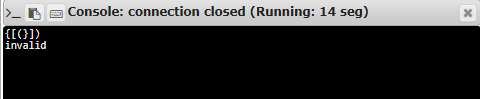 >_ Console: connection closed (Running: 14 seg)
{[(}])
invalid